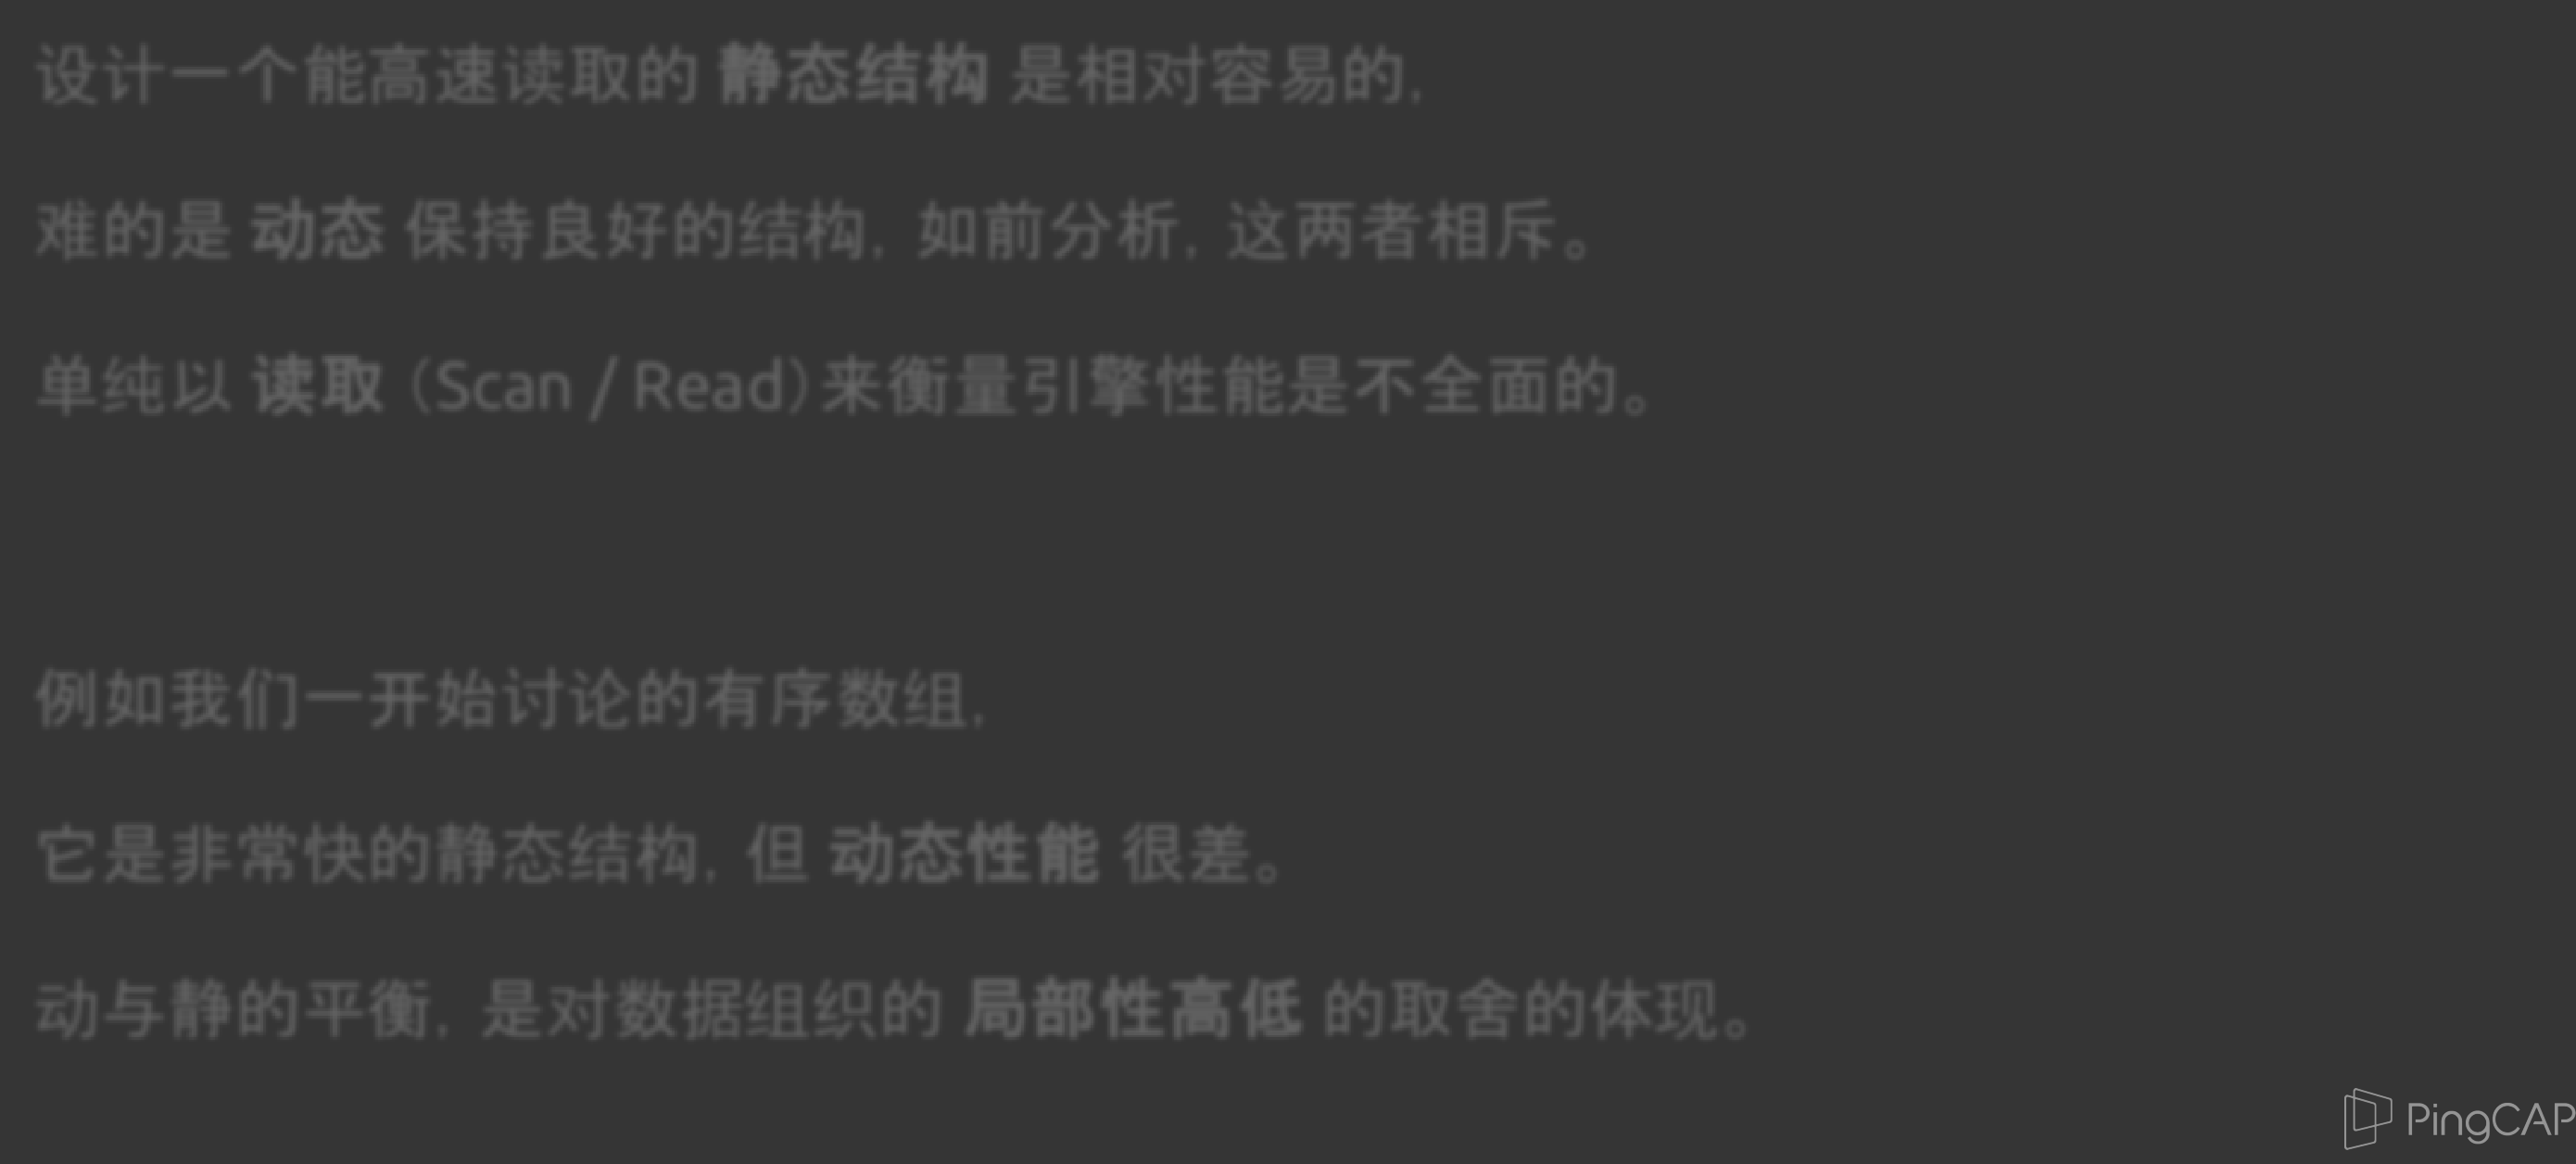 设计一个能高速读取的 静态结构 是相对容易的,
难的是 动态 保持良好的结构, 如前分析, 这两者相斥。
单纯以 读取 (Scan / Read) 来衡量引擎性能是不全面的。
例如我们一开始讨论的有序数组,
它是非常快的静态结构, 但 动态性能 很差。
动与静的平衡, 是对数据组织的 局部性高低 的取舍的体现。
PingCAP